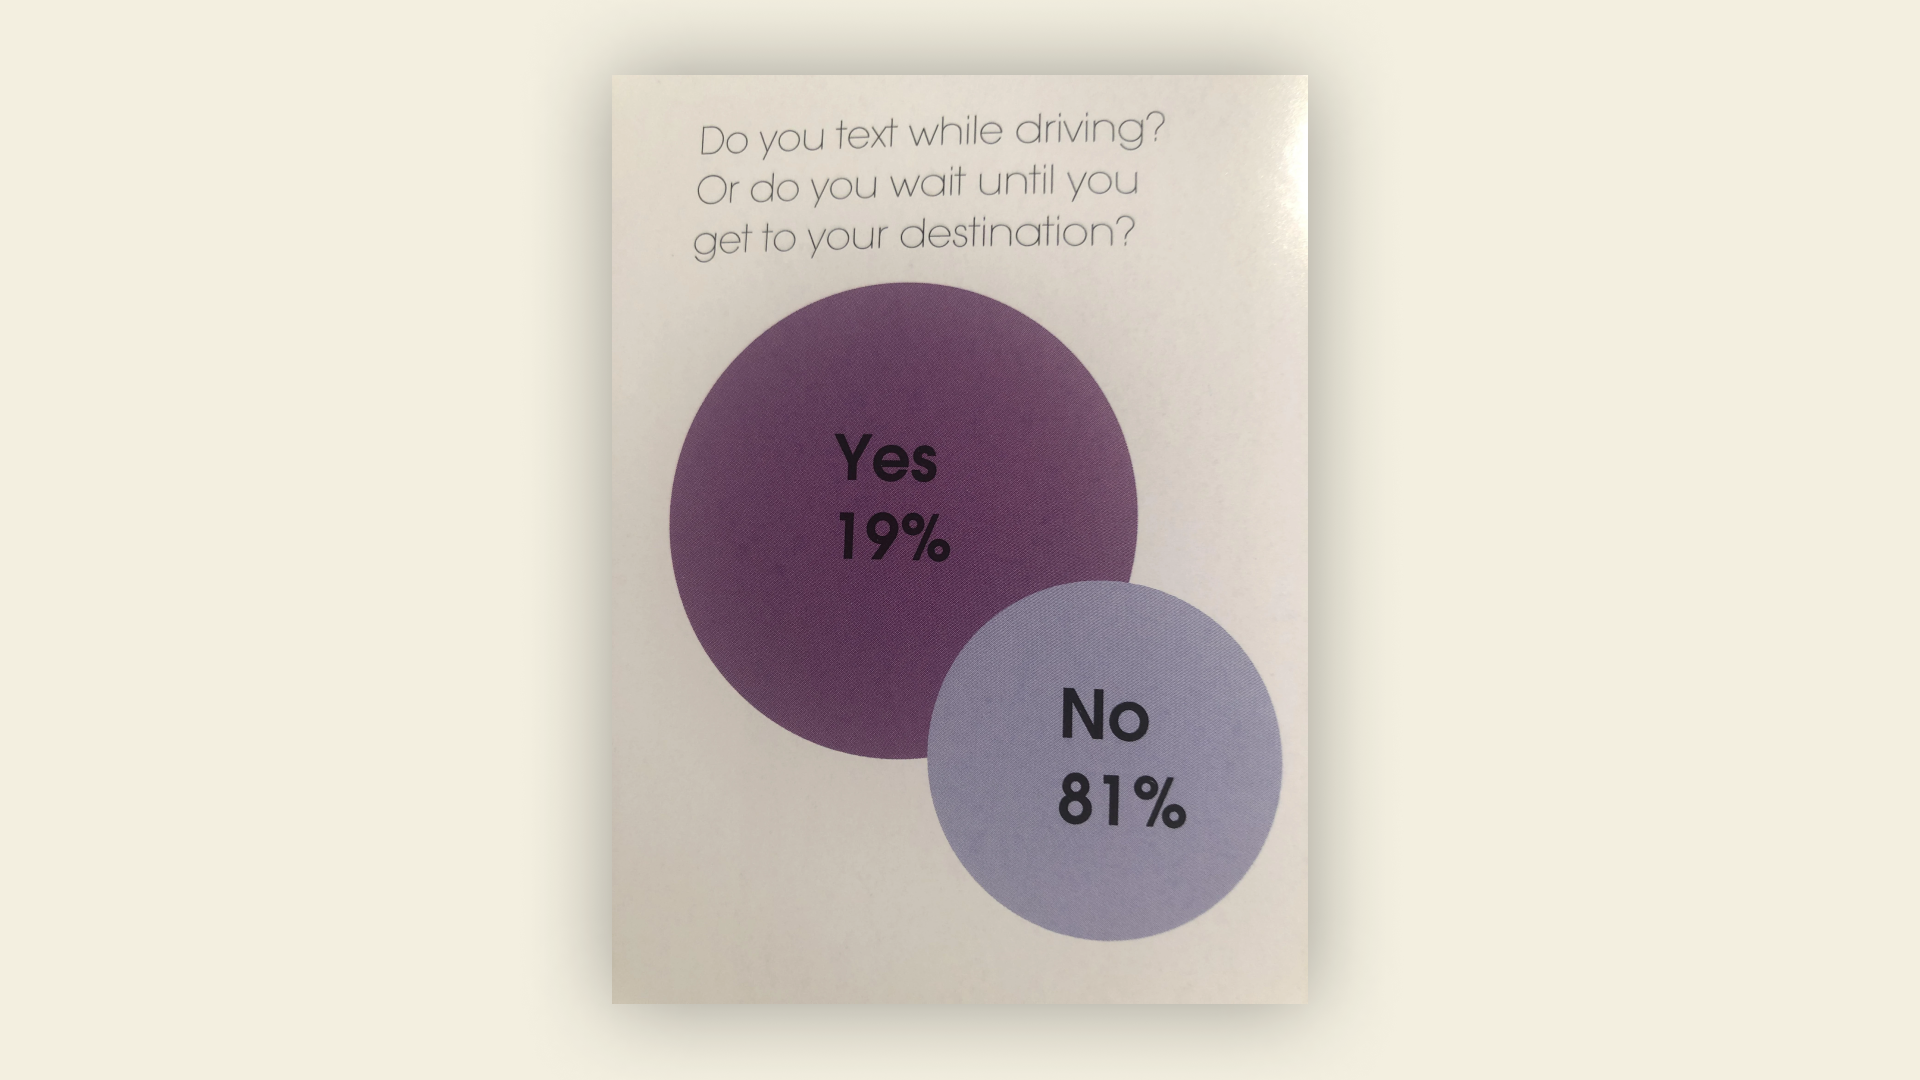 Do you text while driving?
Or do you wait until you
get to your destination?
Yes
19%
No
81%